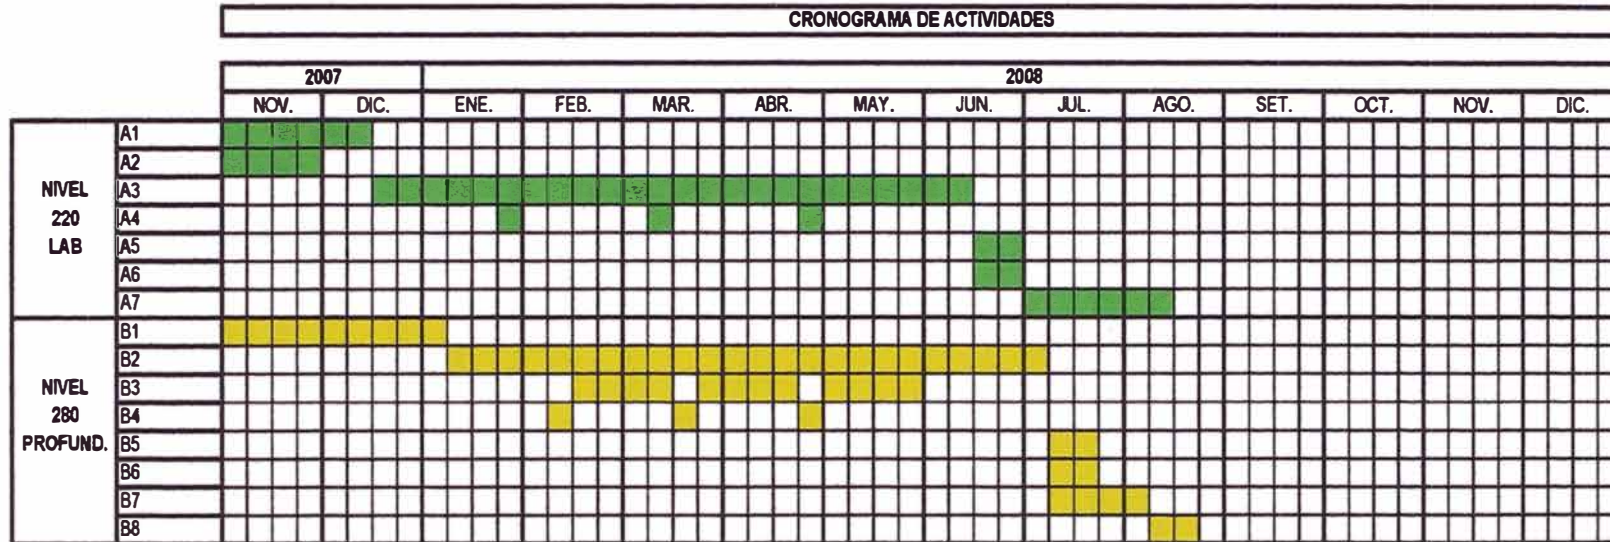 CRONOGRAMA DE ACTIVIDADES
2007 2008
NOV. DIC. ENE. FEB. MAR. ABR. MAY. JUN. JUL. AGO. SET. OCT. NOV. DIC.
NIVEL 220 LAB
A1
A2
A3
A4
A5
A6
A7
NIVEL 280 PROFUND.
B1
B2
B3
B4
B5
B6
B7
B8